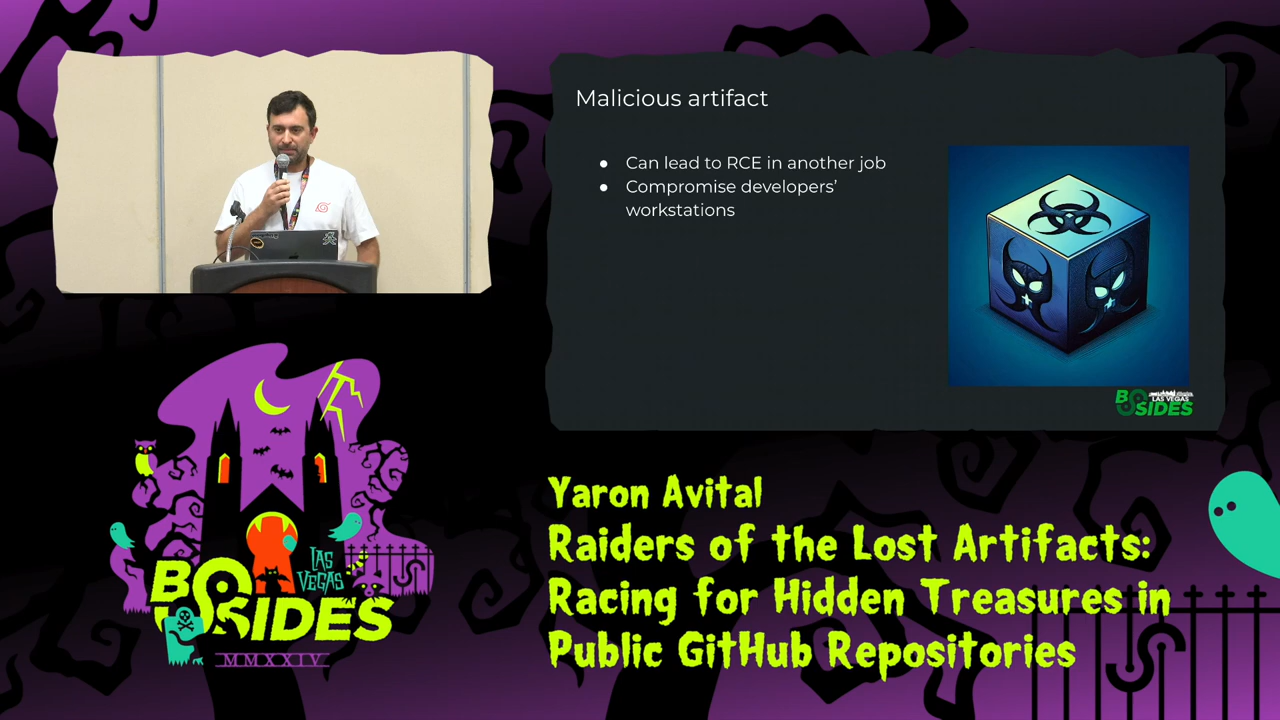 Malicious artifact
● Can lead to RCE in another job
● Compromise developers'
workstations
BSIDES
LAS VEGAS
LAS
VEGAS
BSIDES
MMXXIV
Yaron Avital
Raiders of the Lost Artifacts:
Racing for Hidden Treasures in
Public GitHub Repositories